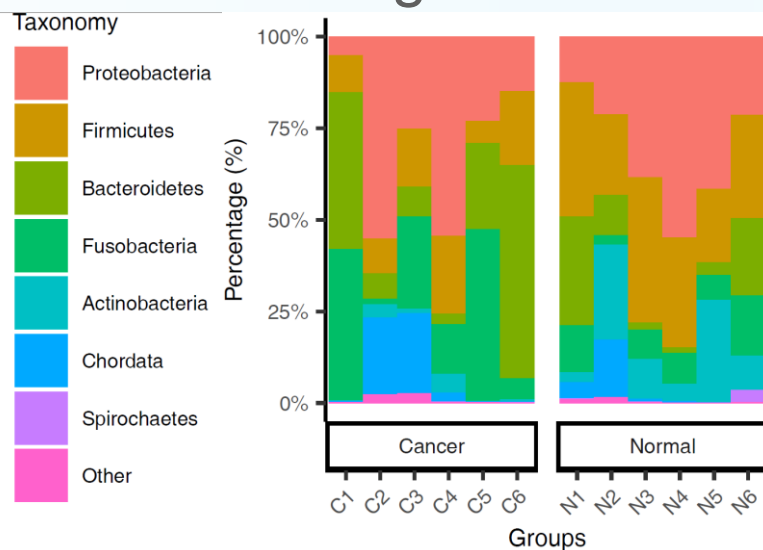 Taxonomy
Proteobacteria
Firmicutes
Bacteroidetes
Fusobacteria
Actinobacteria
Chordata
Spirochaetes
Other
Percentage (%)
100%
75%
50%
25%
0%
Cancer
Normal
C1 C2 C3 C4 C5 C6 N1 N2 N3 N4 N5 N6
Groups